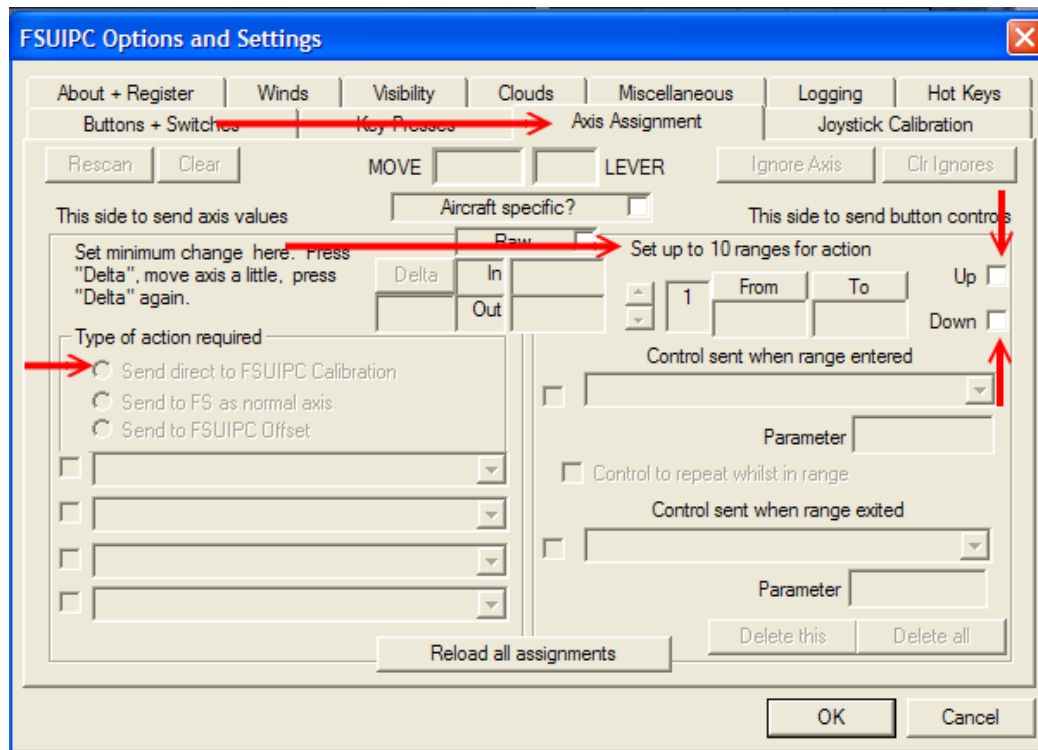 FSUIPC Options and Settings
About + Register Winds Visibility Clouds Miscellaneous Logging Hot Keys
Buttons + Switches Key Presses Axis Assignment Joystick Calibration
Rescan Clear MOVE LEVER Ignore Axis Clr Ignores
Aircraft specific?
This side to send axis values This side to send button controls
Set minimum change here. Press
"Delta", move axis a little, press
"Delta" again.
Raw
Delta In
Out
Set up to 10 ranges for action
1 From To Up
Down
Type of action required
Send direct to FSUIPC Calibration
Send to FS as normal axis
Send to FSUIPC Offset
Control sent when range entered
Parameter
Control to repeat whilst in range
Control sent when range exited
Parameter
Delete this Delete all
Reload all assignments
OK Cancel